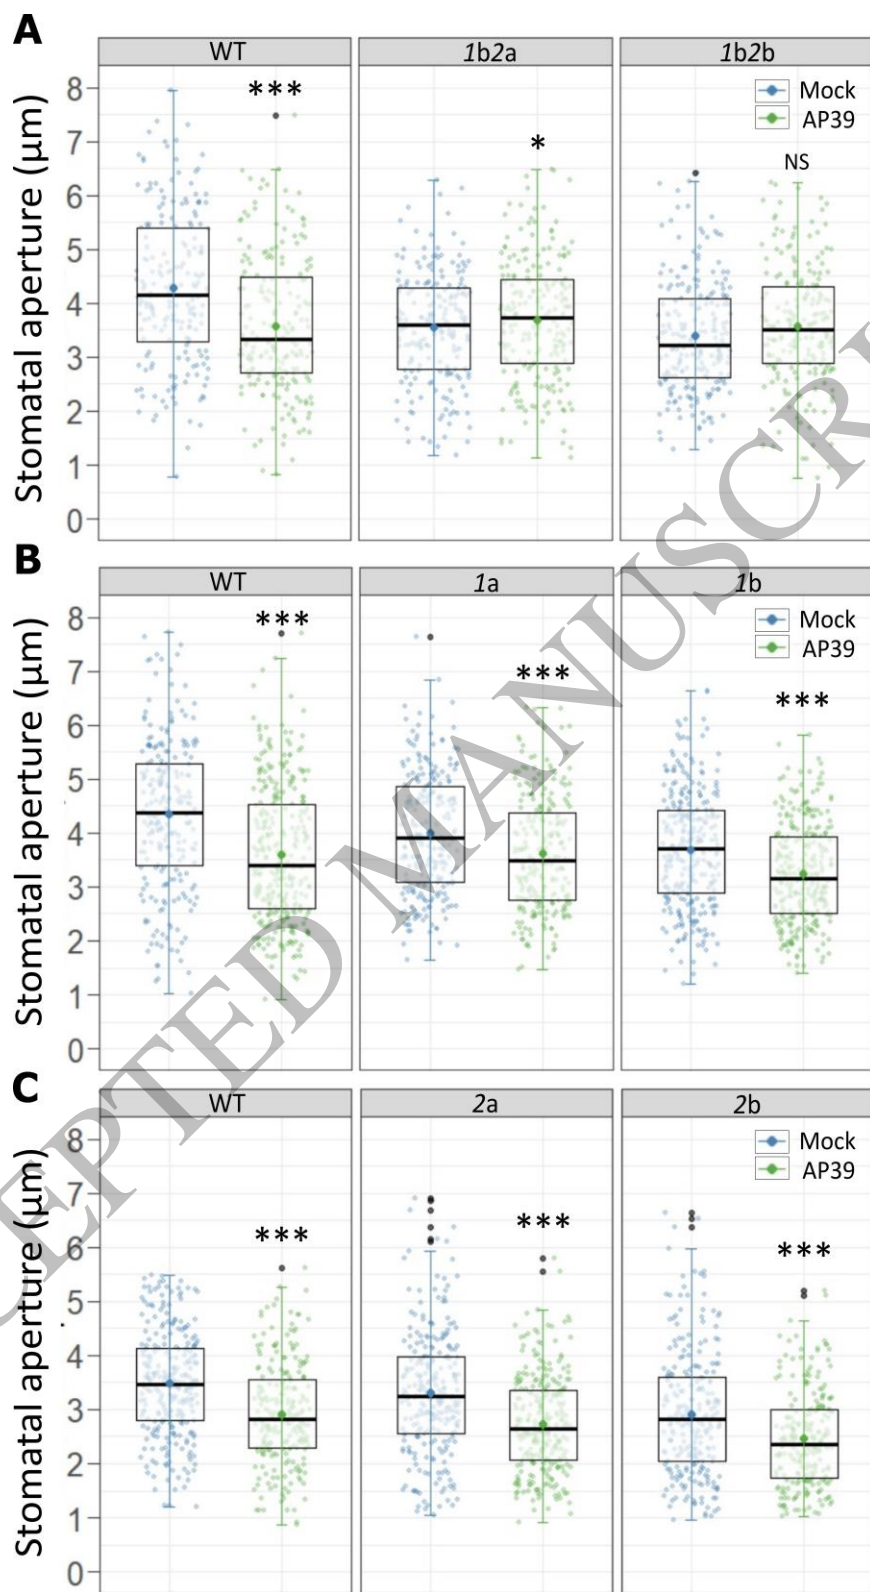 A
WT 1b2a 1b2b
Stomatal aperture (μm)
8
7
6
5
4
3
2
1
0
***
*
NS
Mock
AP39
B
WT 1a 1b
Stomatal aperture (μm)
8
7
6
5
4
3
2
1
0
***
***
***
Mock
AP39
C
WT 2a 2b
Stomatal aperture (μm)
8
7
6
5
4
3
2
1
0
***
***
***
Mock
AP39
CEPTED MANUSCRI